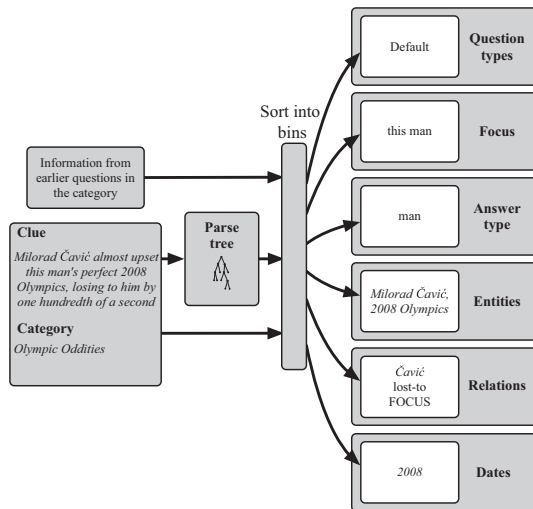 Information from
earlier questions in
the category
Clue
Milorad Čavić almost upset
this man's perfect 2008
Olympics, losing to him by
one hundredth of a second
Category
Olympic Oddities
Parse
tree
Sort into
bins
Default
Question
types
this man
Focus
man
Answer
type
Milorad Čavić,
2008 Olympics
Entities
Čavić
lost-to
FOCUS
Relations
2008
Dates